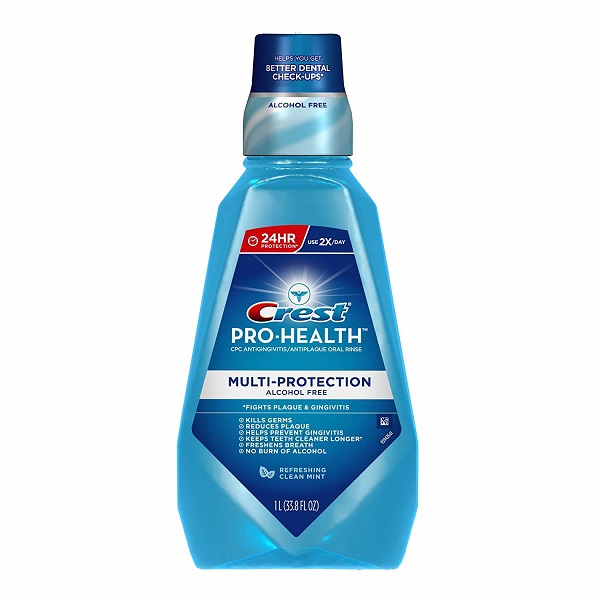 HELPS YOU GET
BETTER DENTAL
CHECK-UPS*
ALCOHOL FREE
24HR
PROTECTION*
USE 2X/DAY
Crest
PRO-HEALTH™
CPC ANTIGINGIVITIS/ANTIPLAQUE ORAL RINSE
MULTI-PROTECTION
ALCOHOL FREE
*FIGHTS PLAQUE & GINGIVITIS
KILLS GERMS
REDUCES PLAQUE
HELPS PREVENT GINGIVITIS
KEEPS TEETH CLEANER LONGER*
FRESHENS BREATH
NO BURN OF ALCOHOL
REFRESHING
CLEAN MINT
1 L (33.8 FL OZ)